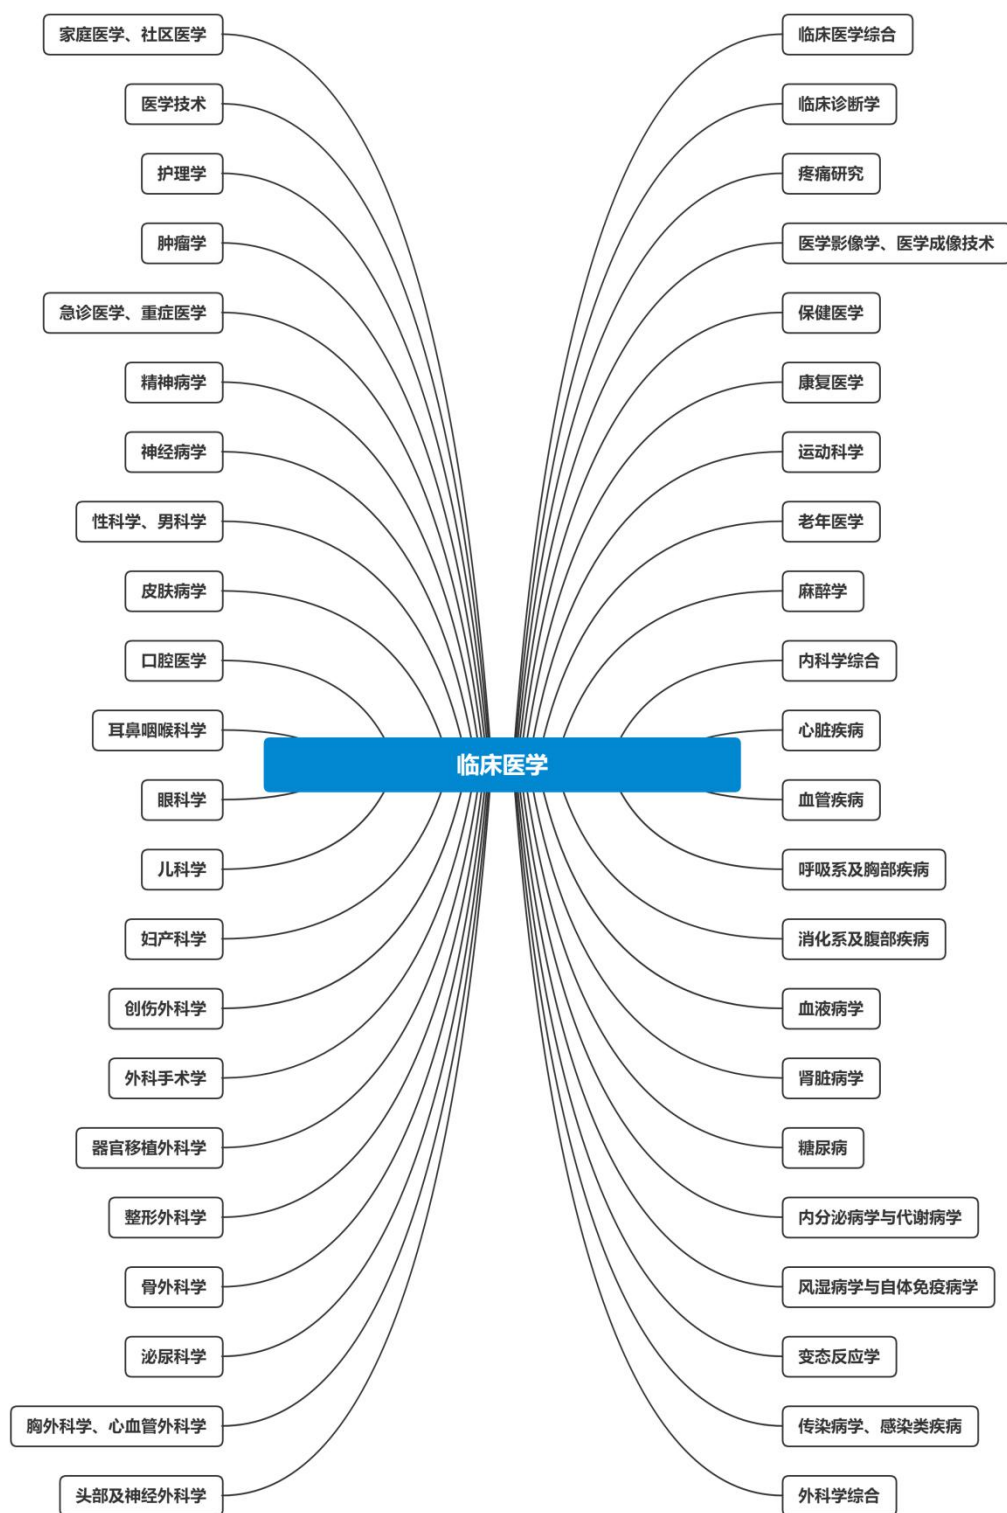 家庭医学、社区医学
临床医学综合
医学技术
临床诊断学
护理学
疼痛研究
肿瘤学
医学影像学、医学成像技术
急诊医学、重症医学
保健医学
精神病学
康复医学
神经病学
运动科学
性科学、男科学
老年医学
皮肤病学
麻醉学
口腔医学
内科学综合
耳鼻咽喉科学
心脏疾病
临床医学
眼科学
血管疾病
儿科学
呼吸系及胸部疾病
妇产科学
消化系及腹部疾病
创伤外科学
血液病学
外科手术学
肾脏病学
器官移植外科学
糖尿病
整形外科学
内分泌病学与代谢病学
骨外科学
风湿病学与自体免疫病学
泌尿科学
变态反应学
胸外科学、心血管外科学
传染病学、感染类疾病
头部及神经外科学
外科学综合